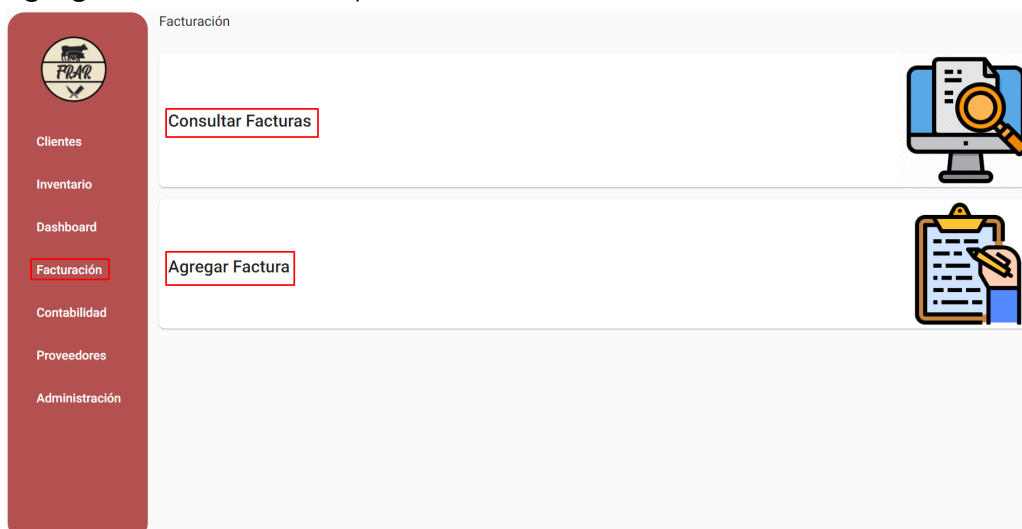 Facturación
FRAR
Clientes
Inventario
Dashboard
Facturación
Contabilidad
Proveedores
Administración
Consultar Facturas
Agregar Factura